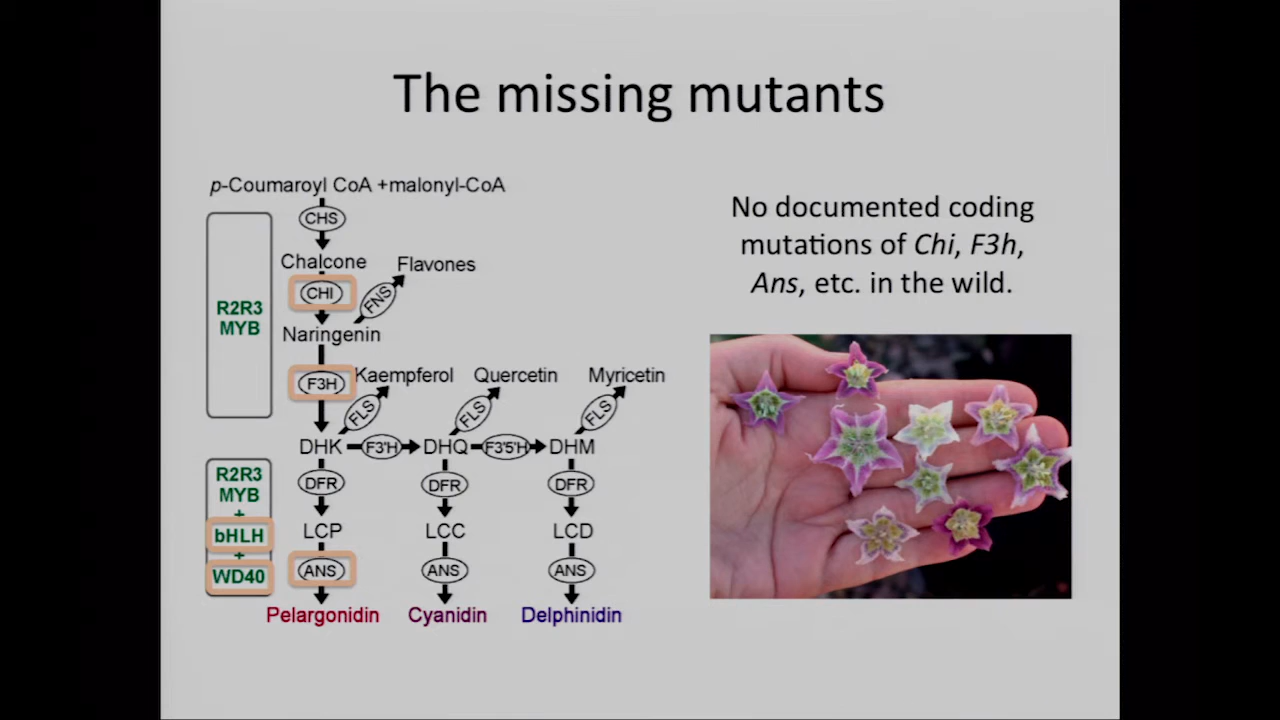 The missing mutants
p-Coumaroyl CoA +malonyl-CoA
CHS
Chalcone
Flavones
CHI
FNS
R2R3
MYB
Naringenin
F3H
Kaempferol
Quercetin
Myricetin
FLS
FLS
FLS
DHK
F3'H
DHQ
F3'5'H
DHM
R2R3
MYB
+
bHLH
+
WD40
DFR
DFR
DFR
LCP
LCC
LCD
ANS
ANS
ANS
Pelargonidin
Cyanidin
Delphinidin
No documented coding
mutations of Chi, F3h,
Ans, etc. in the wild.